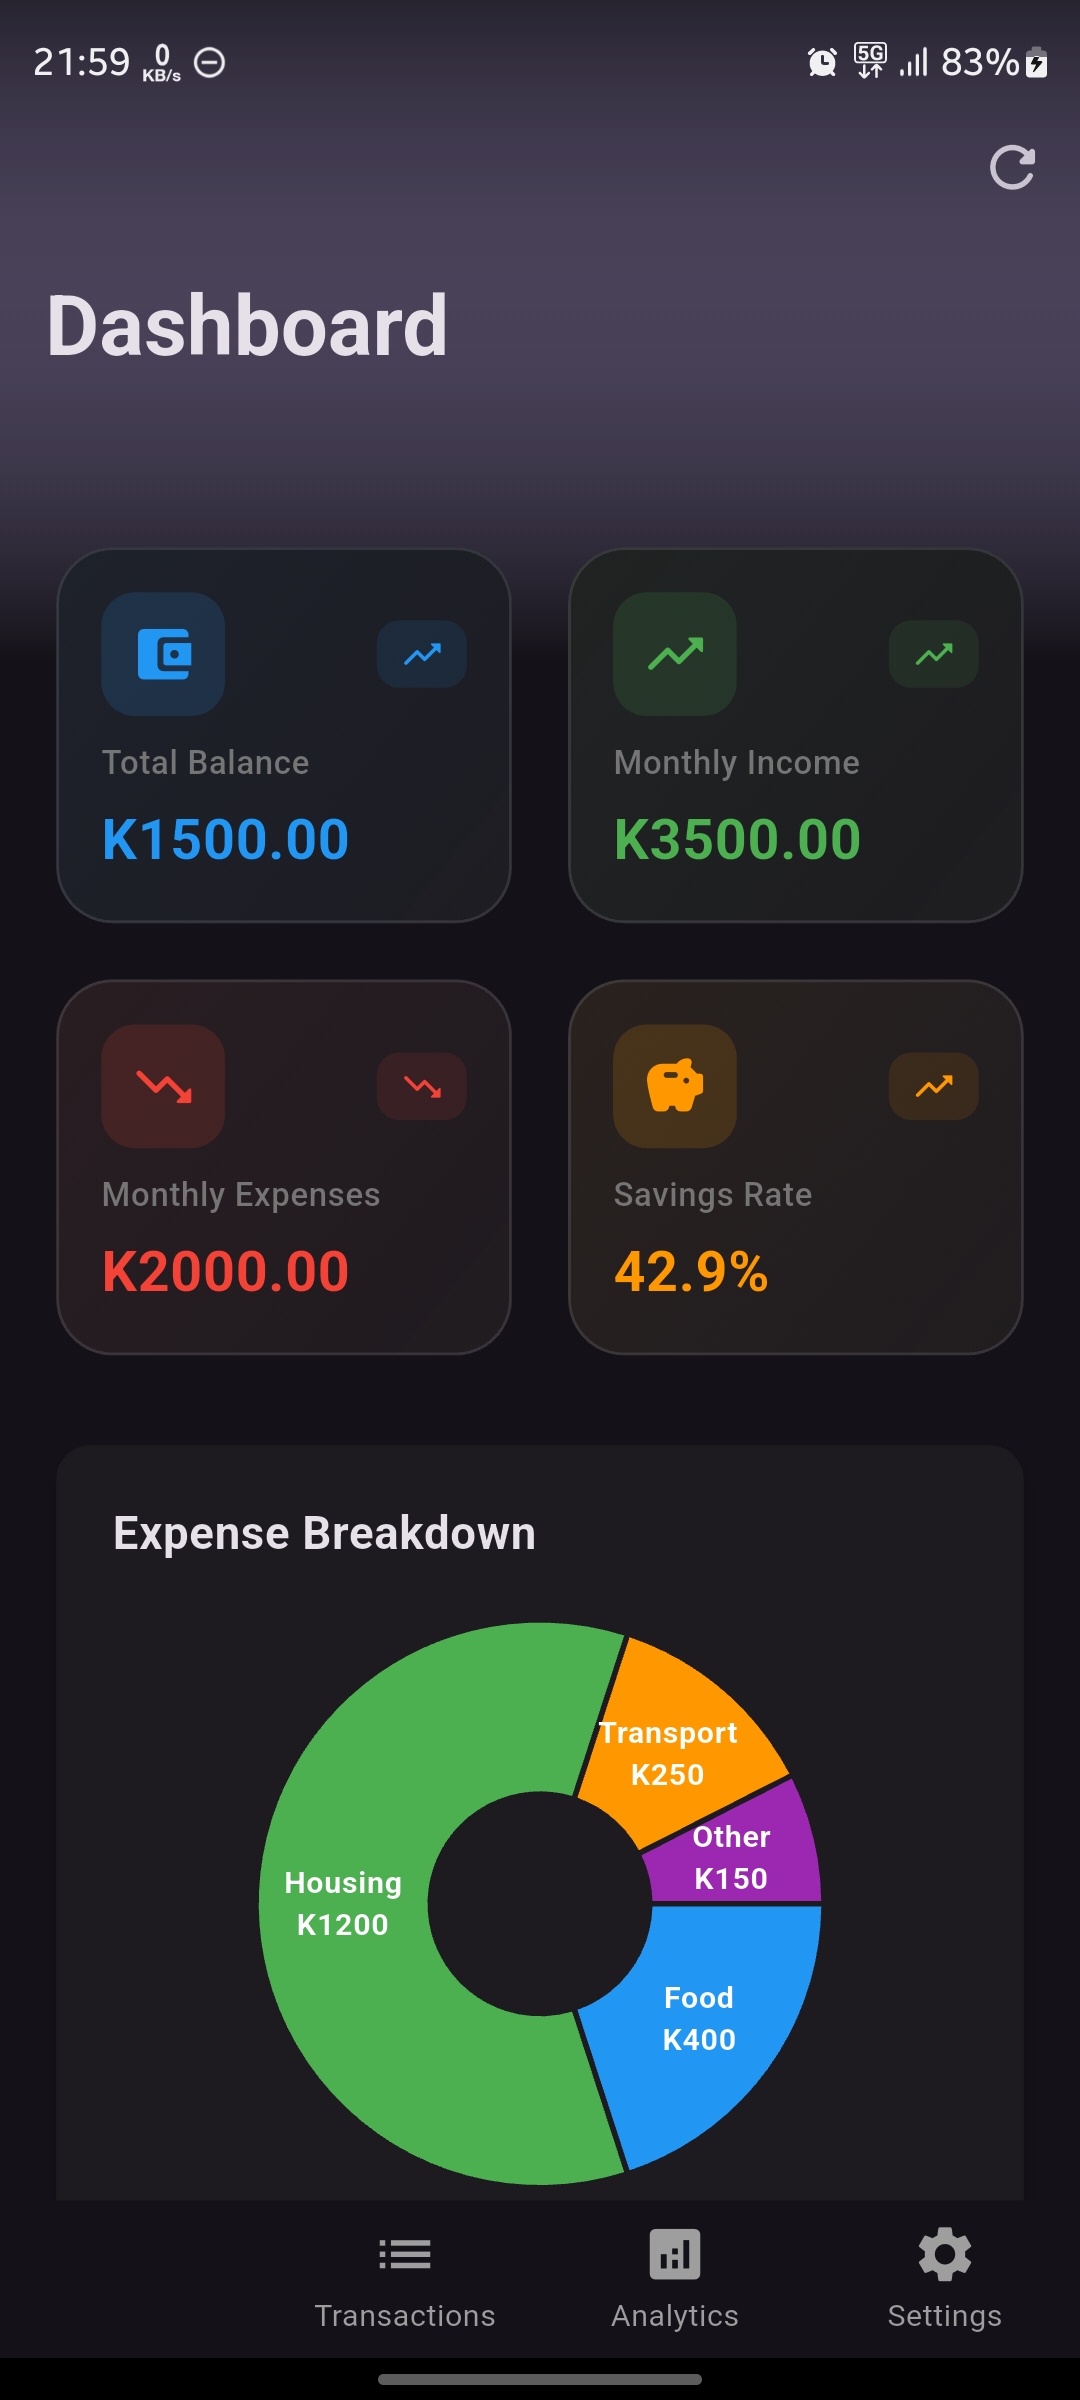 21:59 0 KB/s 5G 83%
Dashboard
Total Balance
K1500.00
Monthly Income
K3500.00
Monthly Expenses
K2000.00
Savings Rate
42.9%
Expense Breakdown
Transport
K250
Other
K150
Housing
K1200
Food
K400
Transactions
Analytics
Settings